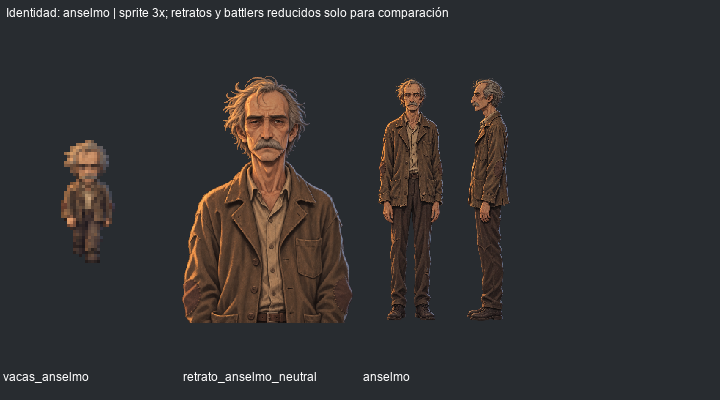 Identidad: anselmo | sprite 3x; retratos y battlers reducidos solo para comparación
vacas_anselmo
retrato_anselmo_neutral
anselmo